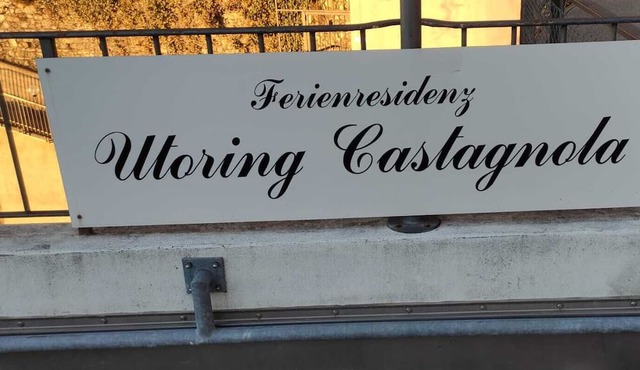 Ferienresidenz
Utoring Castagnola